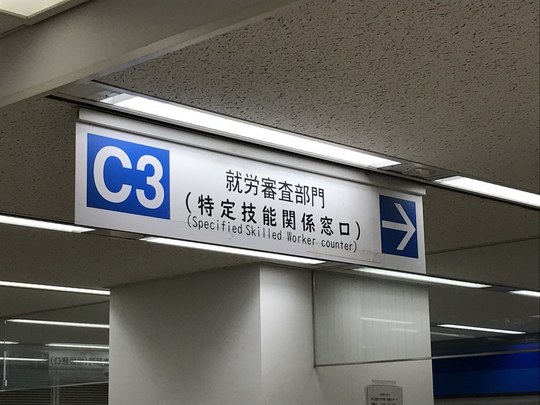 C3
就労審査部門
(特定技能関係窓口)
(Specified Skilled Worker counter)
→